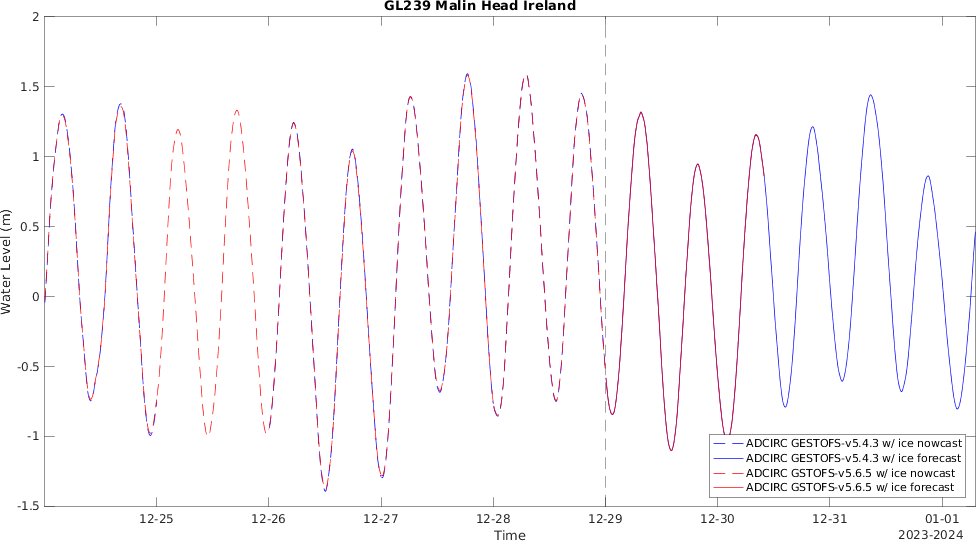 GL239 Malin Head Ireland
2
1.5
1
0.5
0
-0.5
-1
-1.5
Water Level (m)
ADCIRC GESTOFS-v5.4.3 w/ ice nowcast
ADCIRC GESTOFS-v5.4.3 w/ ice forecast
ADCIRC GSTOFS-v5.6.5 w/ ice nowcast
ADCIRC GSTOFS-v5.6.5 w/ ice forecast
12-25 12-26 12-27 12-28 12-29 12-30 12-31 01-01
Time
2023-2024